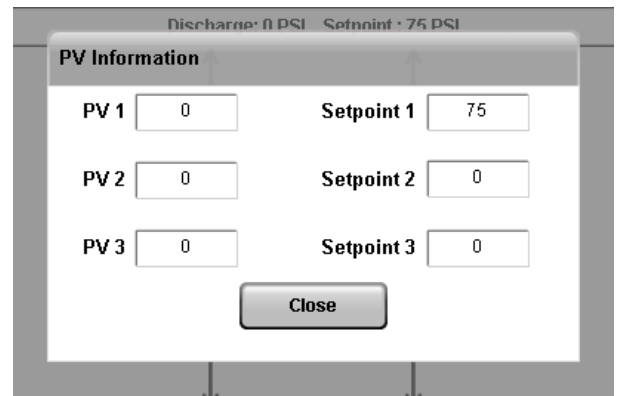 Discharge: 0 PSI Setpoint : 75 PSI
PV Information
PV 1 0 Setpoint 1 75
PV 2 0 Setpoint 2 0
PV 3 0 Setpoint 3 0
Close